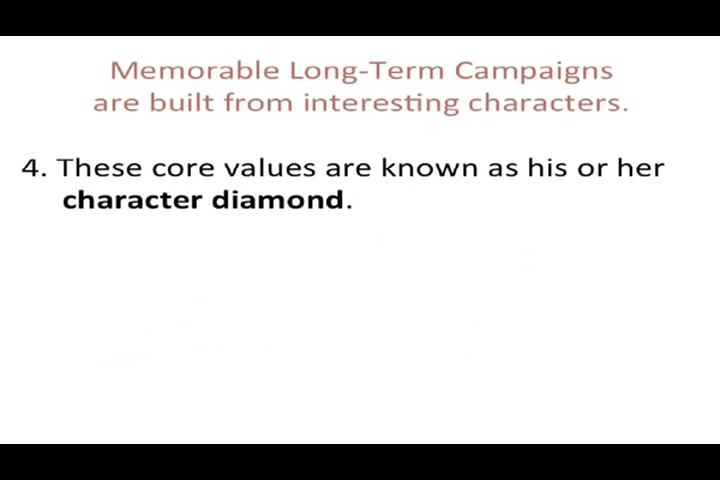 Memorable Long-Term Campaigns
are built from interesting characters.
4. These core values are known as his or her
character diamond.